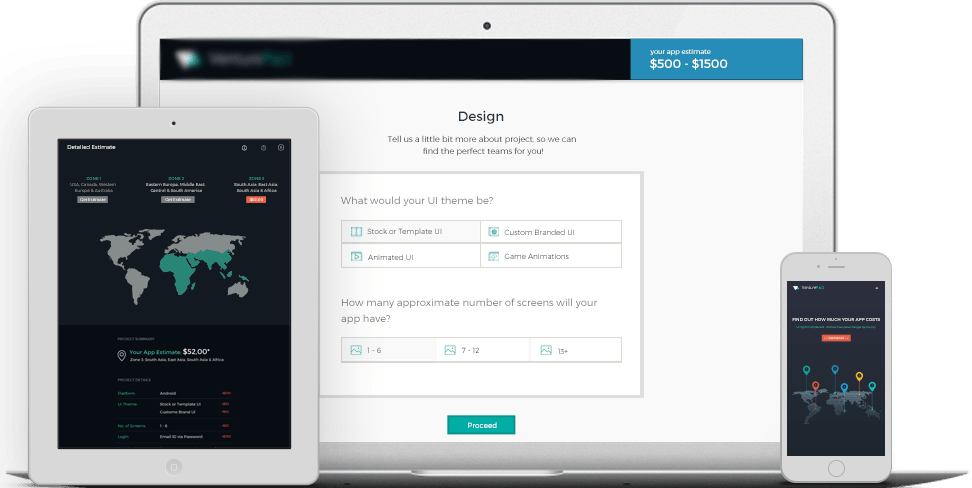 VenturePact
your app estimate
$500 - $1500
Design
Tell us a little bit more about project, so we can
find the perfect teams for you!
What would your UI theme be?
Stock or Template UI
Custom Branded UI
Animated UI
Game Animations
How many approximate number of screens will your
app have?
1 - 6
7 - 12
13+
Proceed
Detailed Estimate
ZONE 1
USA, Canada, Western
Europe & Australia
Get Estimate
ZONE 2
Eastern Europe, Middle East
Central & South America
Get Estimate
ZONE 3
South Asia, East Asia,
South Asia & Africa
PROJECT SUMMARY
Your App Estimate $52,00*
Zone 3: South Asia, East Asia, South Asia & Africa
PROJECT DETAILS
Platform
Android
UI Theme
Stock or Template UI
Custome Brand UI
No. of Screens
1 - 6
Login
Email ID via Password
VenturePact
FIND OUT HOW MUCH YOUR APP COSTS